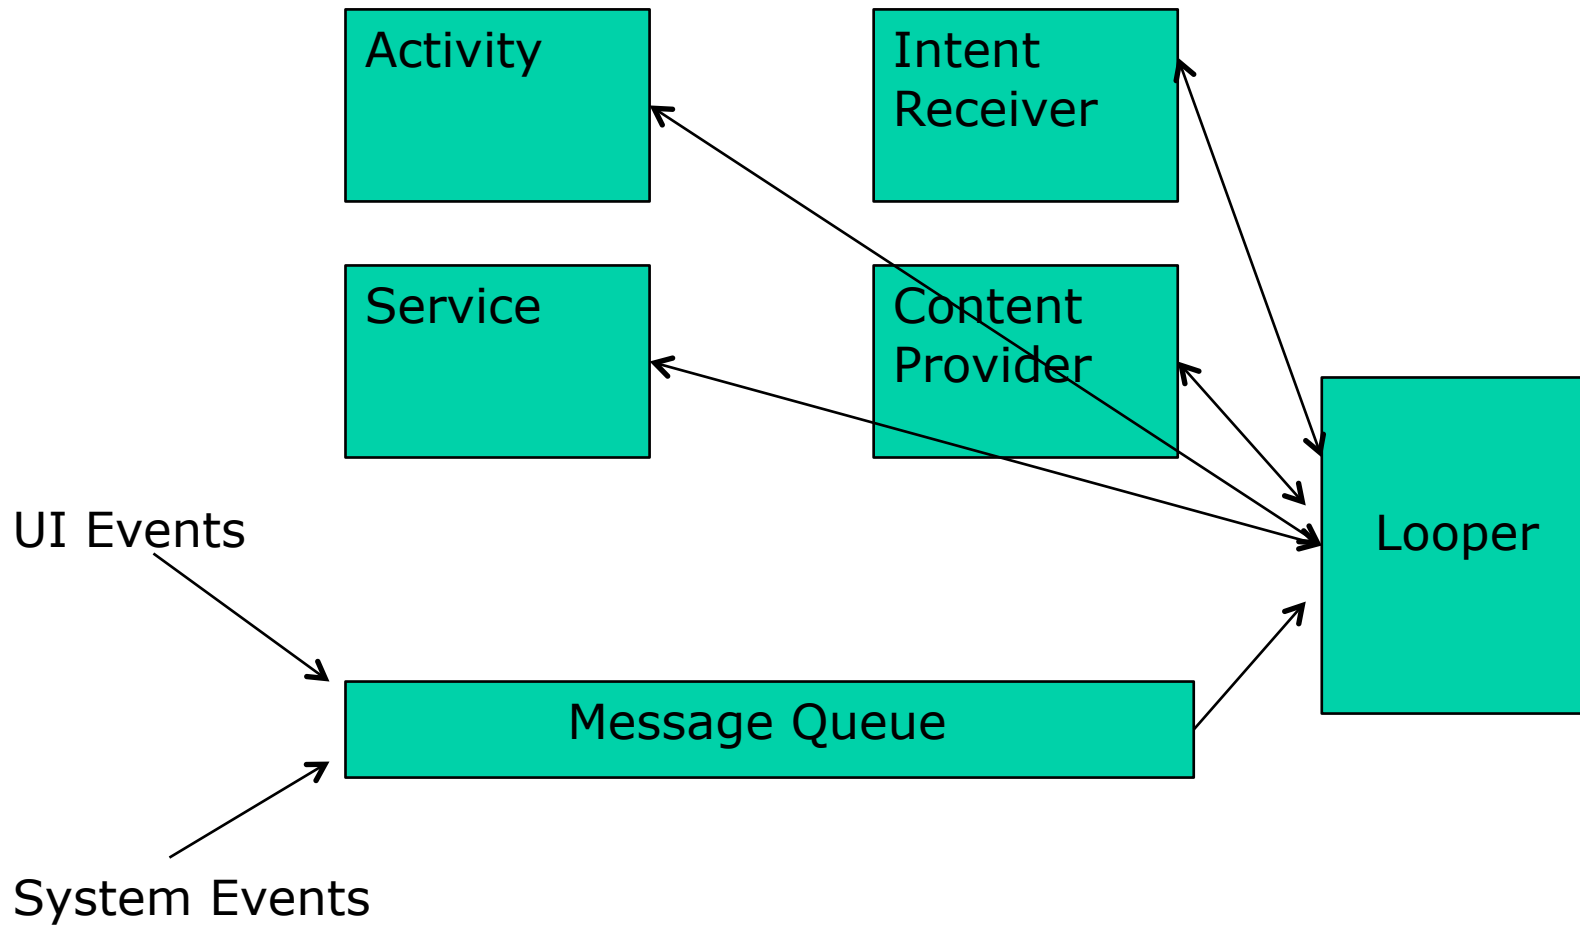 Activity
Intent
Receiver
Service
Content
Provider
UI Events
Looper
Message Queue
System Events